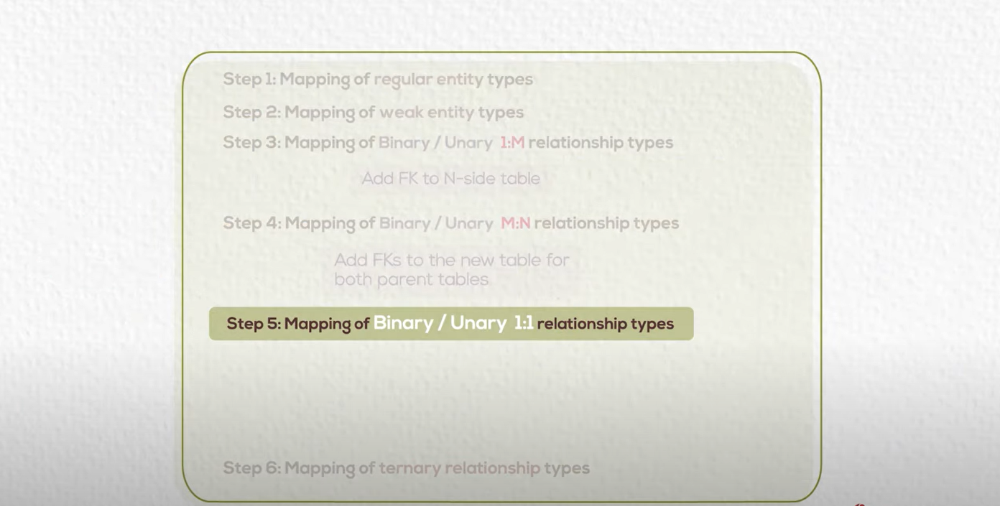 Step 1: Mapping of regular entity types
Step 2: Mapping of weak entity types
Step 3: Mapping of Binary / Unary 1:M relationship types
Add FK to N-side table
Step 4: Mapping of Binary / Unary M:N relationship types
Add FKs to the new table for
both parent tables
Step 5: Mapping of Binary / Unary 1:1 relationship types
Step 6: Mapping of ternary relationship types